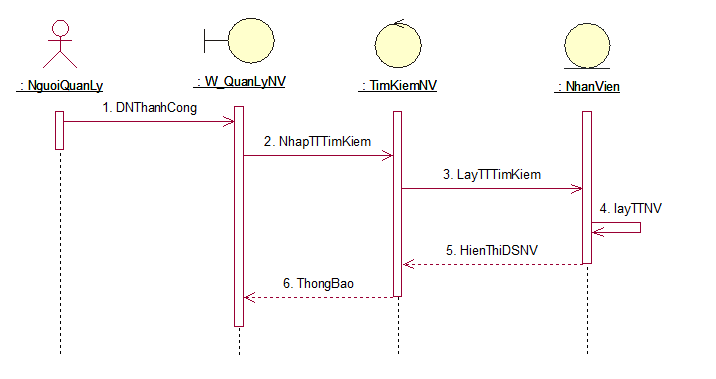 : NguoiQuanLy
: W_QuanLyNV
: TimKiemNV
: NhanVien
1. DNThanhCong
2. NhapTTTimKiem
3. LayTTTimKiem
4. layTTNV
5. HienThiDSNV
6. ThongBao